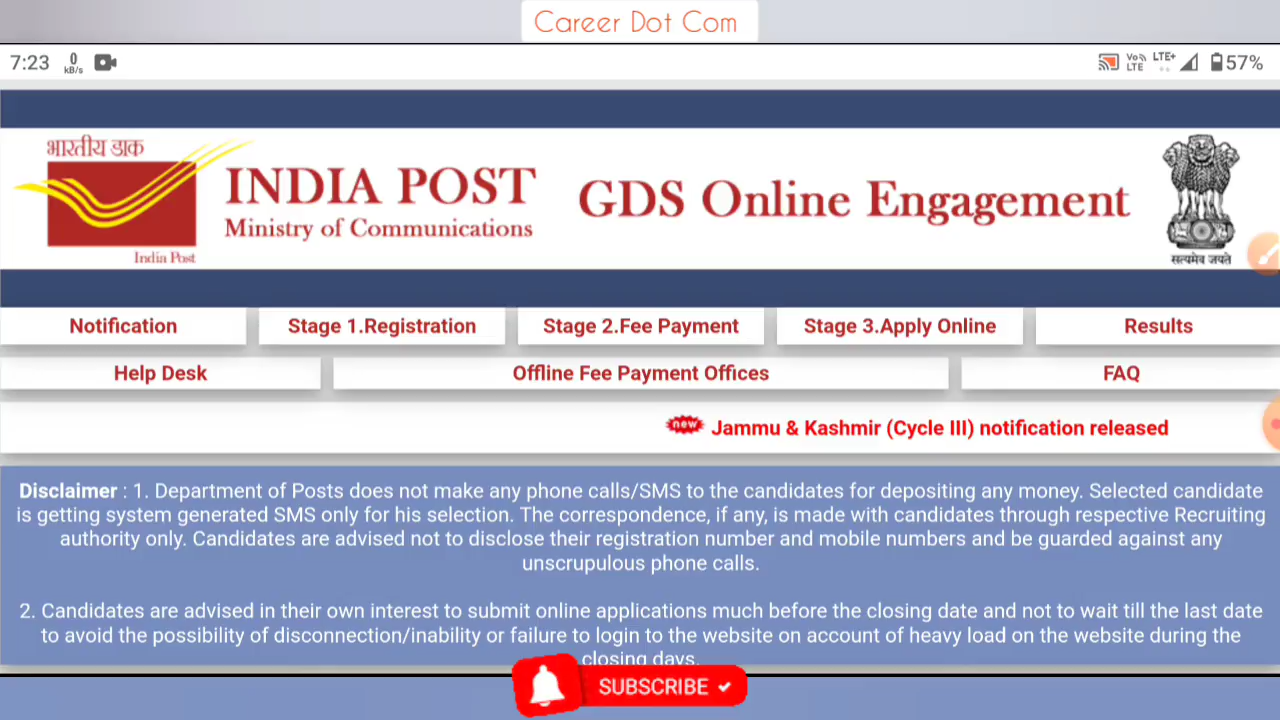 Career Dot Com
7:23 0 kB/s Vo LTE LTE+ 57%
भारतीय डाक
INDIA POST
Ministry of Communications
India Post
GDS Online Engagement
सत्यमेव जयते
Notification Stage 1.Registration Stage 2.Fee Payment Stage 3.Apply Online Results
Help Desk Offline Fee Payment Offices FAQ
new Jammu & Kashmir (Cycle III) notification released
Disclaimer : 1. Department of Posts does not make any phone calls/SMS to the candidates for depositing any money. Selected candidate
is getting system generated SMS only for his selection. The correspondence, if any, is made with candidates through respective Recruiting
authority only. Candidates are advised not to disclose their registration number and mobile numbers and be guarded against any
unscrupulous phone calls.
2. Candidates are advised in their own interest to submit online applications much before the closing date and not to wait till the last date
to avoid the possibility of disconnection/inability or failure to login to the website on account of heavy load on the website during the
closing days.
SUBSCRIBE